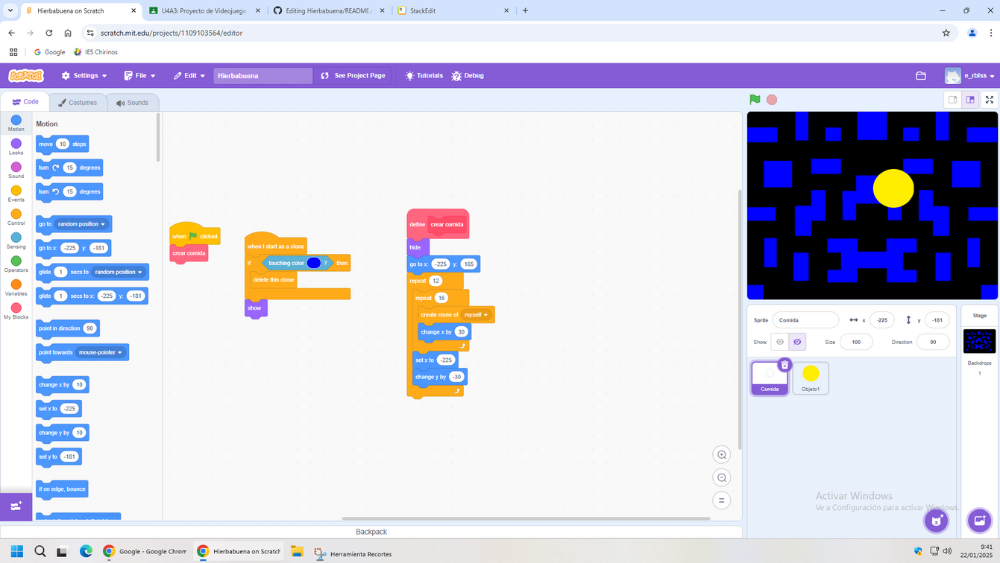 Hierbabuena on Scratch
U4A3: Proyecto de Videojuego
Editing Hierbabuena/README.
StackEdit
scratch.mit.edu/projects/1109103564/editor
Google
IES Chirinos
SCRATCH
Settings
File
Edit
Hierbabuena
See Project Page
Tutorials
Debug
e_rblss
Code
Costumes
Sounds
Motion
Looks
Sound
Events
Control
Sensing
Operators
Variables
My Blocks
Motion
move 10 steps
turn 15 degrees
turn 15 degrees
go to random position
go to x: -225 y: -181
glide 1 secs to random position
glide 1 secs to x: -225 y: -181
point in direction 90
point towards mouse-pointer
change x by 10
set x to -225
change y by 10
set y to -181
if on edge, bounce
when clicked
crear comida
when I start as a clone
if touching color ? then
delete this clone
show
define crear comida
hide
go to x: -225 y: 165
repeat 12
repeat 16
create clone of myself
change x by 30
set x to -225
change y by -30
Backpack
Sprite Comida x -225 y -181
Show Size 100 Direction 90
Comida
Objeto1
Stage
Backdrops
1
Activar Windows
Ve a Configuración para activar Windows.
Google - Google Chrom
Hierbabuena on Scratch
Herramienta Recortes
9:41
22/01/2025